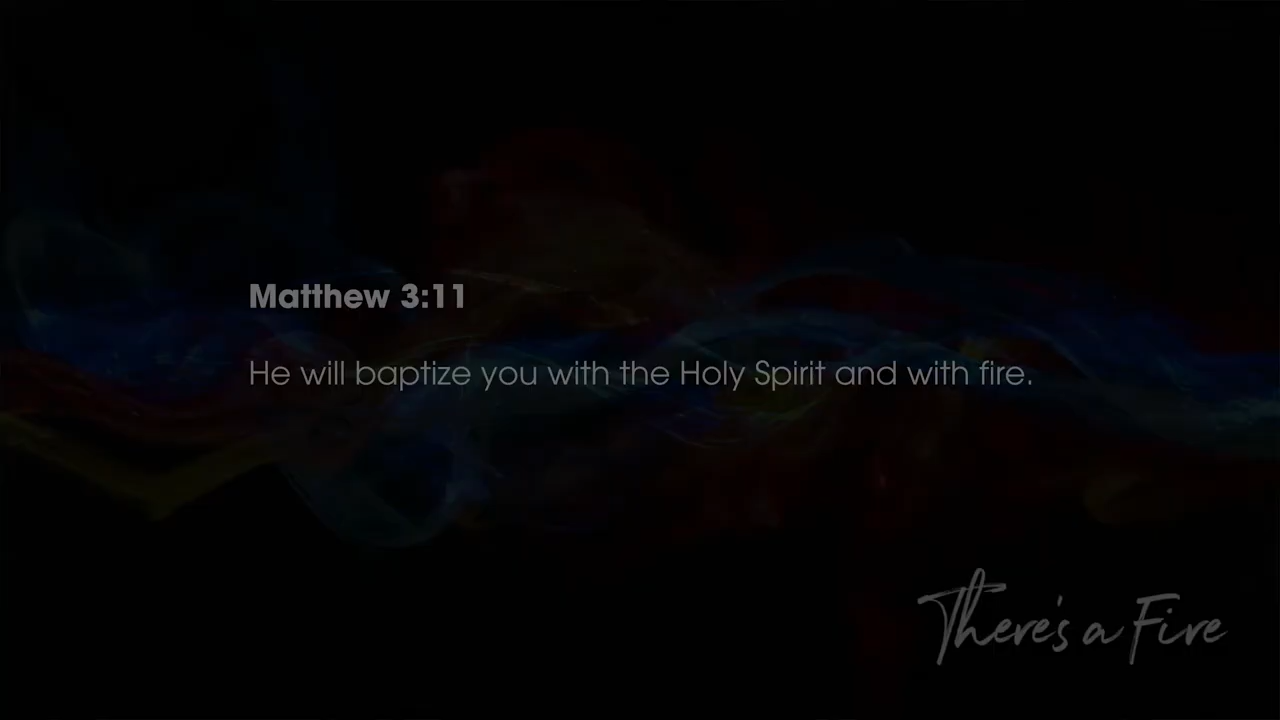 Matthew 3:11
He will baptize you with the Holy Spirit and with fire.
There's a Fire